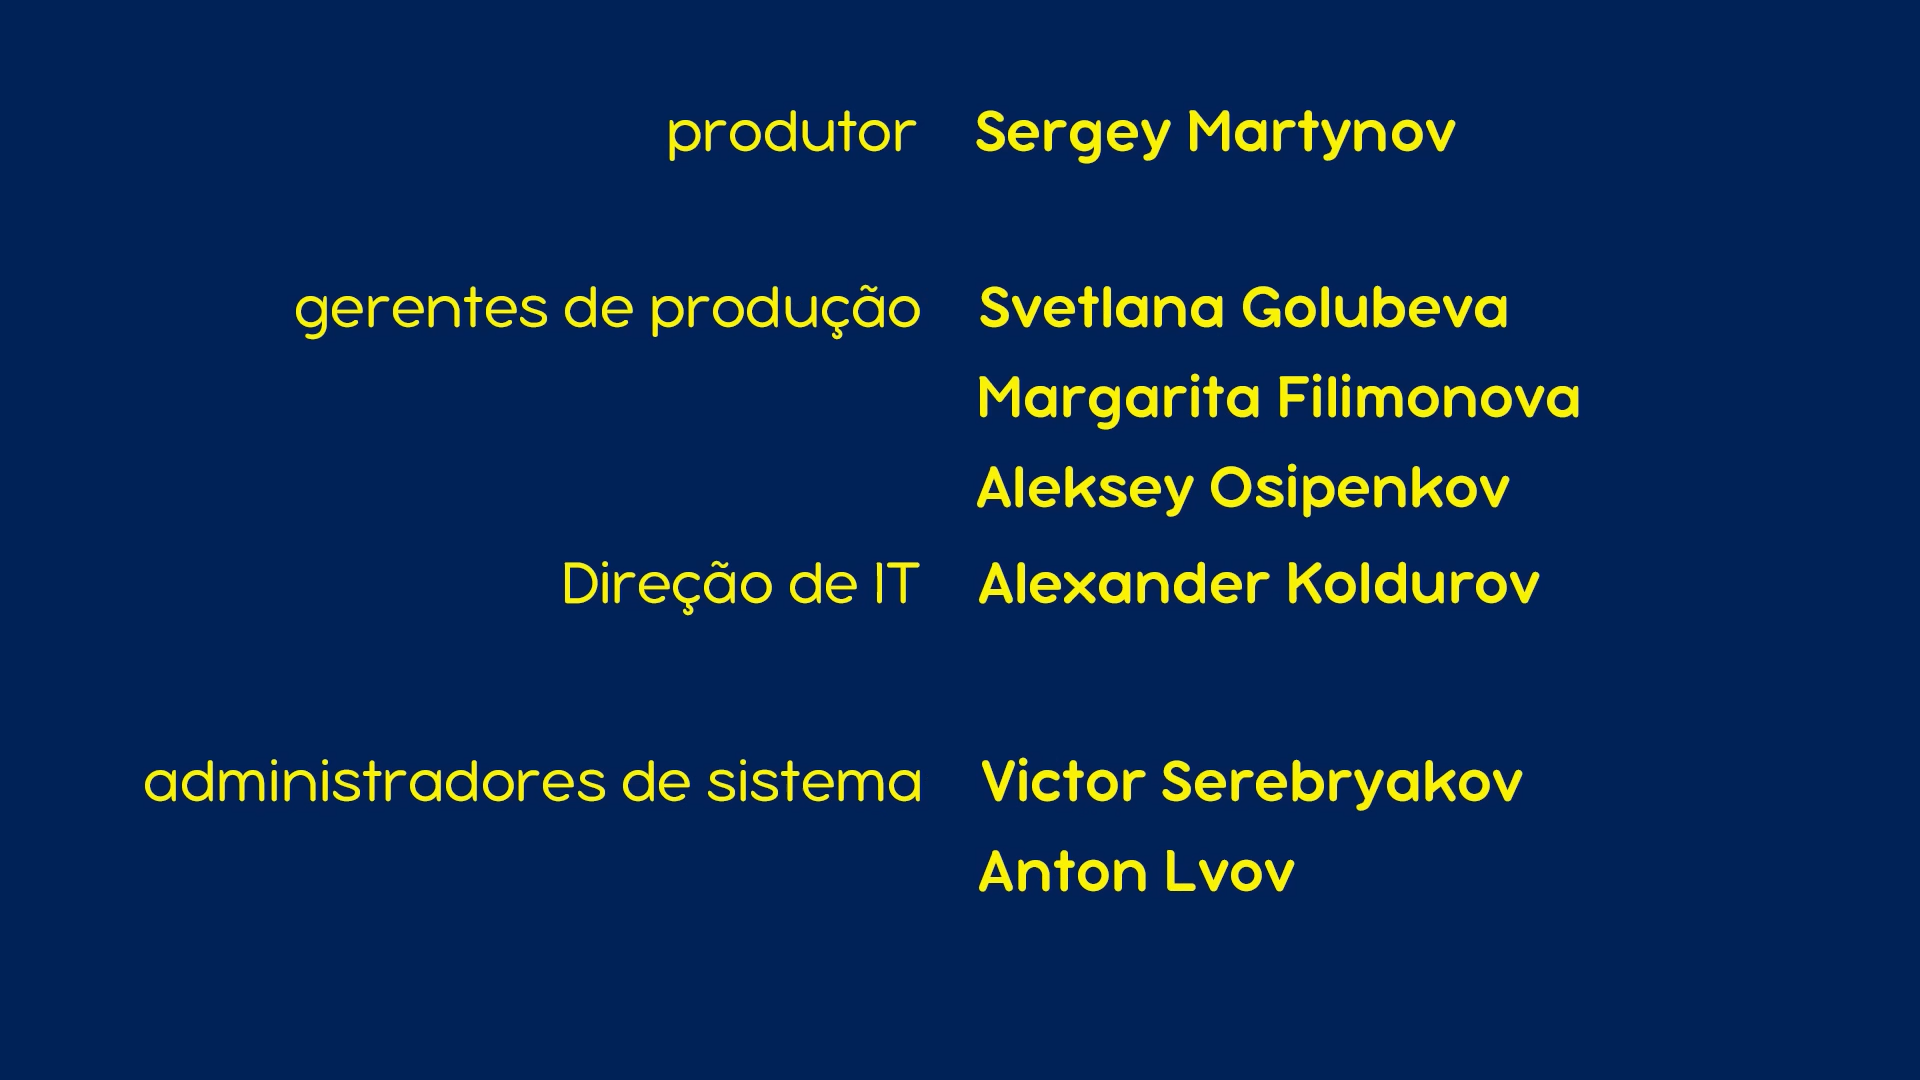 produtor Sergey Martynov
gerentes de produção Svetlana Golubeva
Margarita Filimonova
Aleksey Osipenkov
Direção de IT Alexander Koldurov
administradores de sistema Victor Serebryakov
Anton Lvov